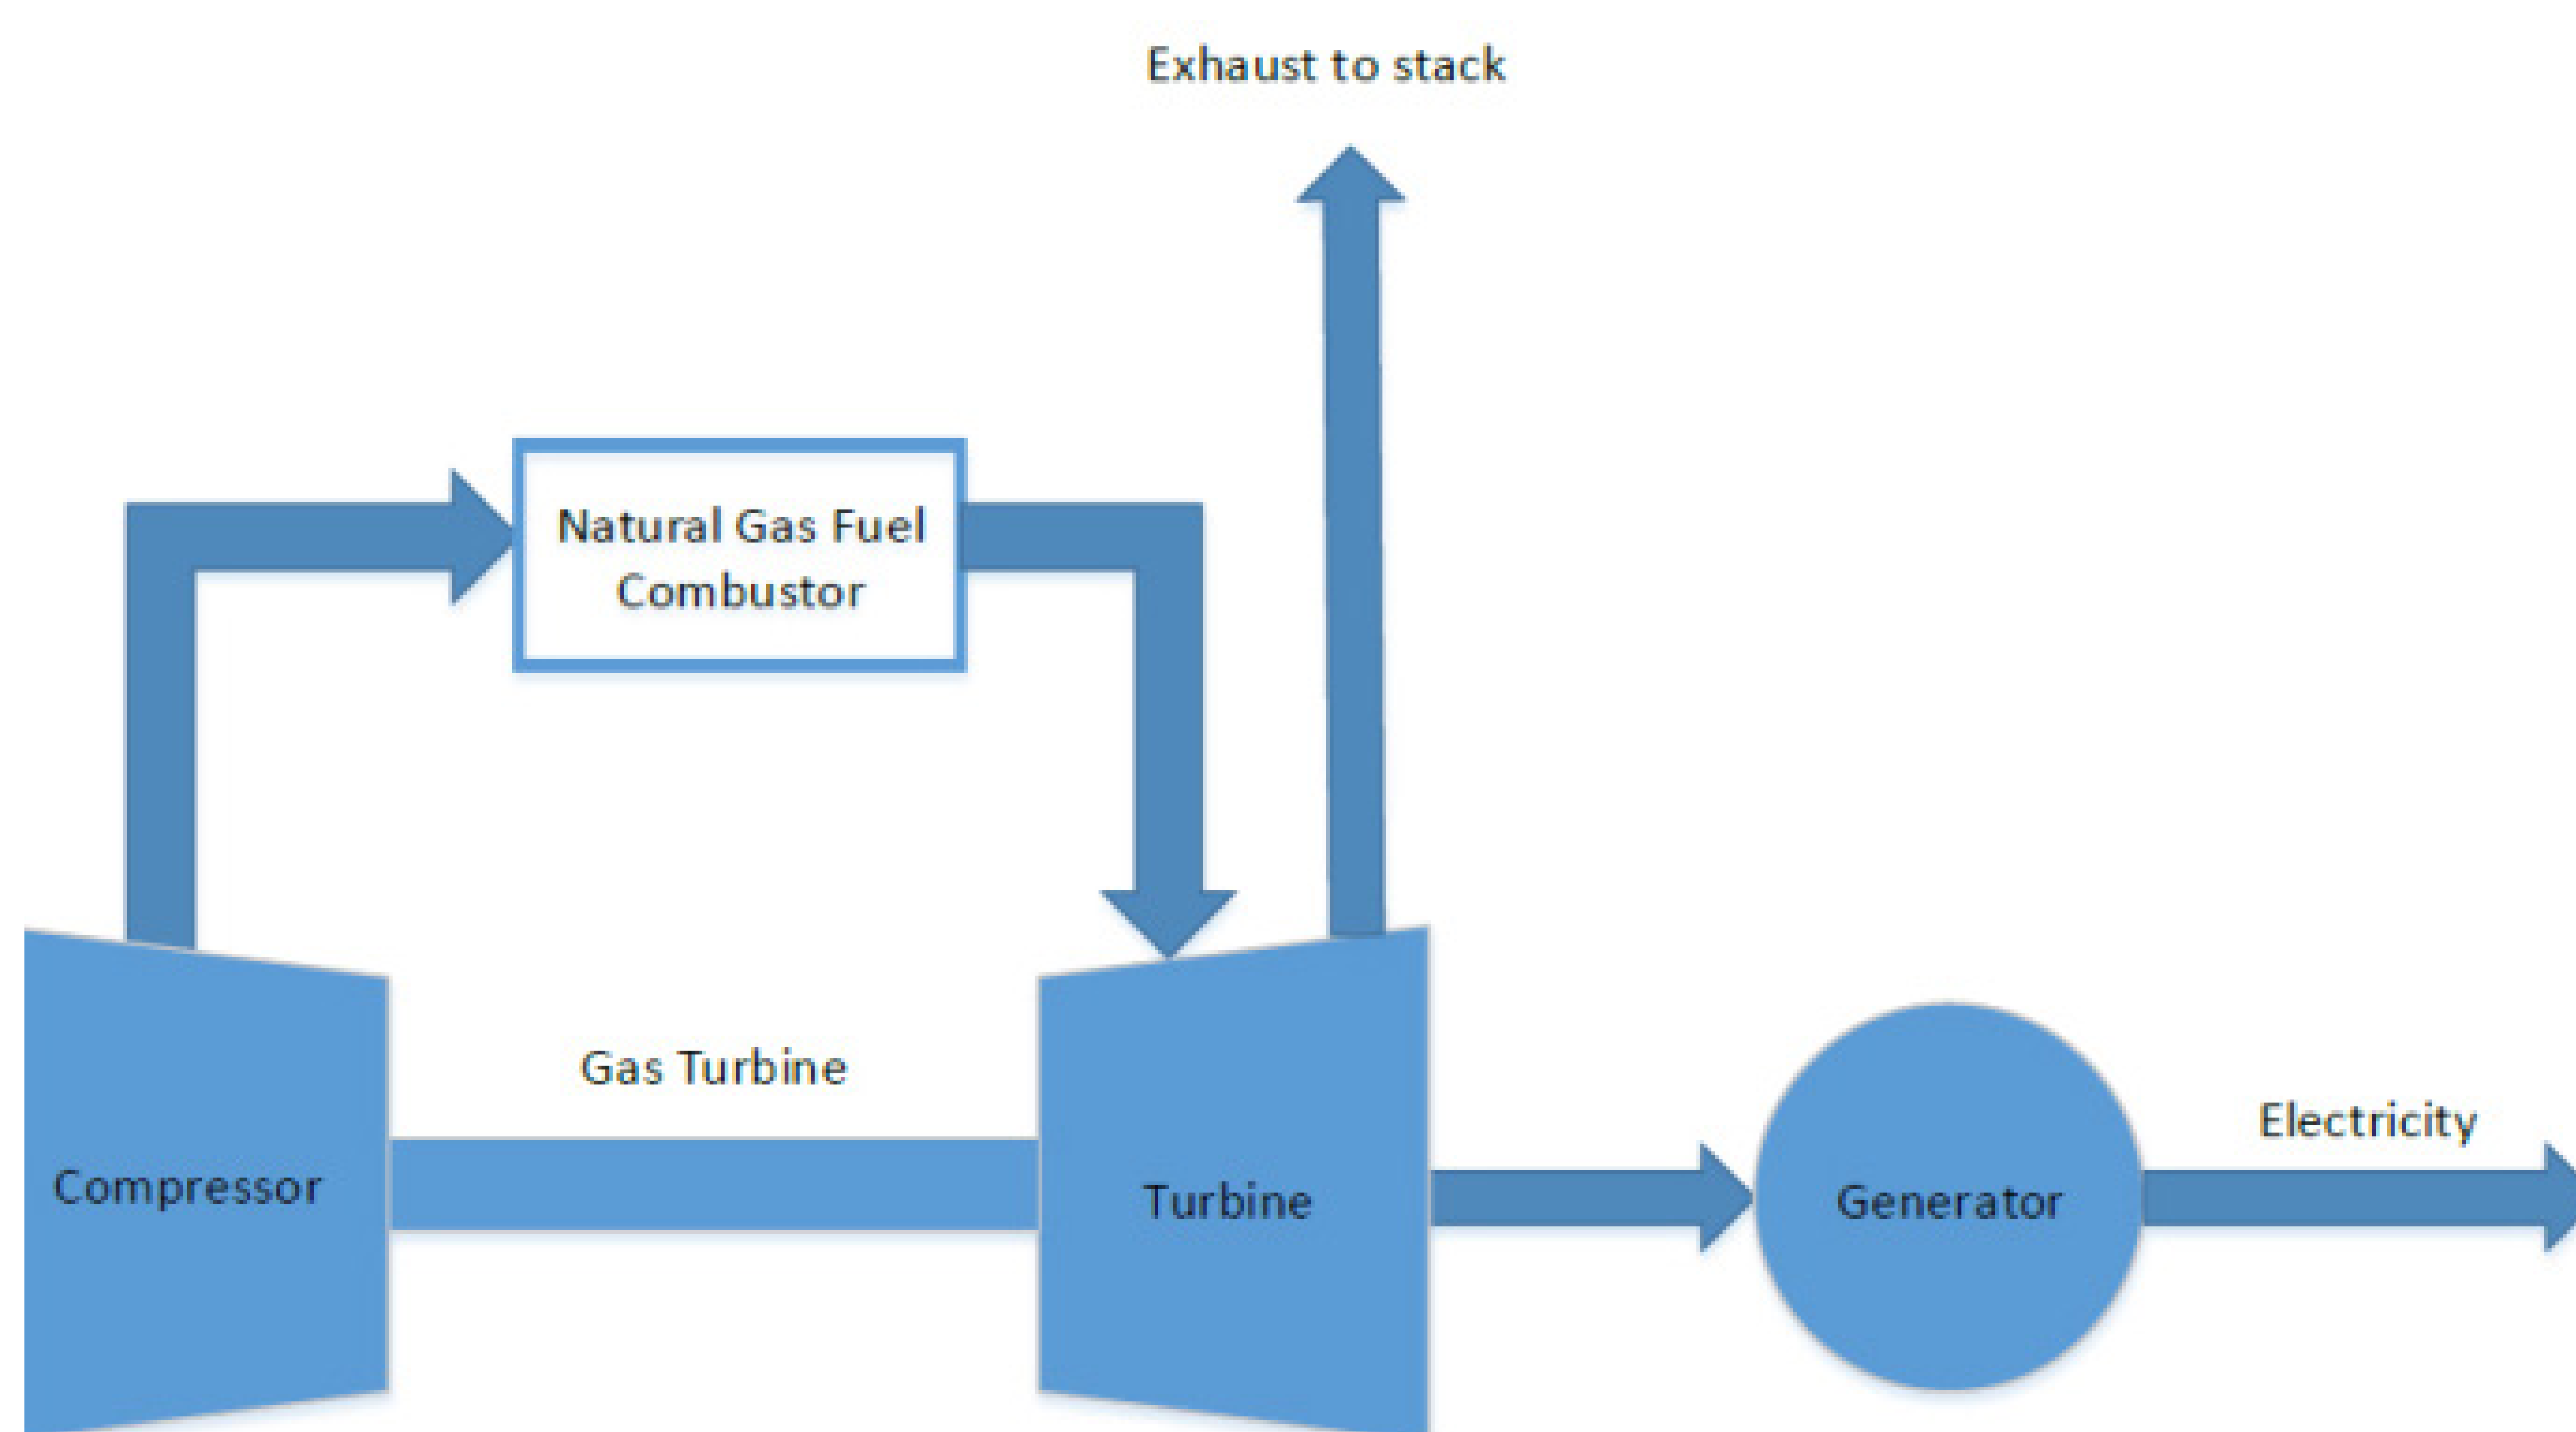 Exhaust to stack
Natural Gas Fuel
Combustor
Gas Turbine
Compressor
Turbine
Generator
Electricity